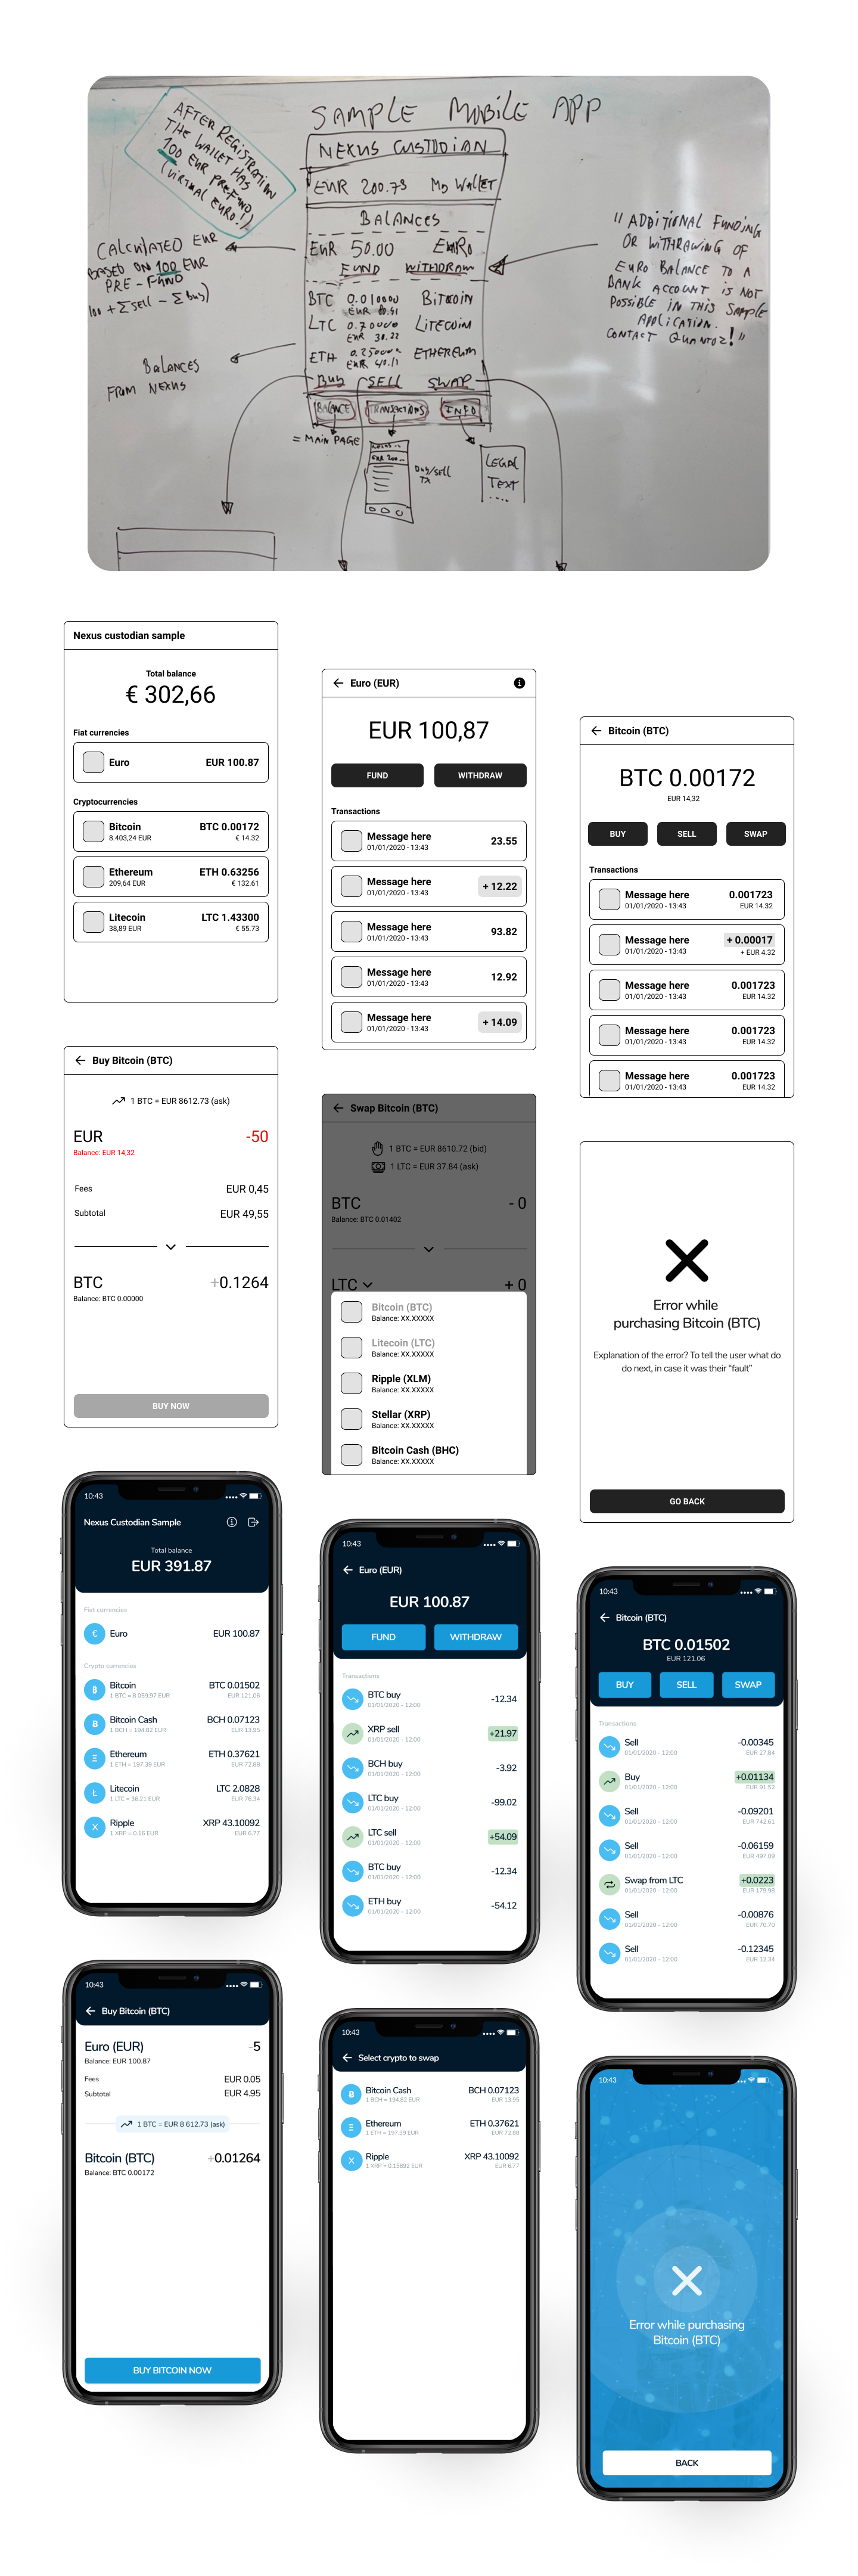 SAMPLE MOBILE APP
AFTER REGISTRATION
THE WALLET HAS
100 EUR PREFUND
(VIRTUAL EURO!)
NEXUS CUSTODIAN
EUR 200.73 My Wallet
BALANCES
EUR 50.00 EURO
FUND WITHDRAW
CALCULATED EUR
BASED ON 100 EUR
PRE-FUND
100 + Σ sell - Σ buy)
BTC 0.010000 BITCOIN
EUR
LTC 0.70000 LITECOIN
EUR 30.22
ETH 0.25000 ETHEREUM
EUR 40.11
BUY SELL SWAP
BALANCE TRANSACTIONS INFO
"ADDITIONAL FUNDING
OR WITHDRAWING OF
EURO BALANCE TO A
BANK ACCOUNT IS NOT
POSSIBLE IN THIS SAMPLE
APPLICATION.
CONTACT QUANTOZ!"
BALANCES
FROM NEXUS
= MAIN PAGE
EUR 200
Buy/sell
TX
LEGAL
TEXT
....
Nexus custodian sample
Total balance
€ 302,66
Fiat currencies
Euro EUR 100.87
Cryptocurrencies
Bitcoin BTC 0.00172
8.403,24 EUR € 14.32
Ethereum ETH 0.63256
209,64 EUR € 132.61
Litecoin LTC 1.43300
38,89 EUR € 55.73
Euro (EUR)
EUR 100,87
FUND WITHDRAW
Transactions
Message here 23.55
01/01/2020 - 13:43
Message here + 12.22
01/01/2020 - 13:43
Message here 93.82
01/01/2020 - 13:43
Message here 12.92
01/01/2020 - 13:43
Message here + 14.09
01/01/2020 - 13:43
Bitcoin (BTC)
BTC 0.00172
EUR 14,32
BUY SELL SWAP
Transactions
Message here 0.001723
01/01/2020 - 13:43 EUR 14.32
Message here + 0.00017
01/01/2020 - 13:43 + EUR 4.32
Message here 0.001723
01/01/2020 - 13:43 EUR 14.32
Message here 0.001723
01/01/2020 - 13:43 EUR 14.32
Message here 0.001723
01/01/2020 - 13:43 EUR 14.32
Buy Bitcoin (BTC)
1 BTC = EUR 8612.73 (ask)
EUR -50
Balance: EUR 14,32
Fees EUR 0,45
Subtotal EUR 49,55
BTC +0.1264
Balance: BTC 0.00000
BUY NOW
Swap Bitcoin (BTC)
1 BTC = EUR 8610.72 (bid)
1 LTC = EUR 37.84 (ask)
BTC - 0
Balance: BTC 0.01402
LTC + 0
Bitcoin (BTC)
Balance: XX.XXXXX
Litecoin (LTC)
Balance: XX.XXXXX
Ripple (XLM)
Balance: XX.XXXXX
Stellar (XRP)
Balance: XX.XXXXX
Bitcoin Cash (BHC)
Balance: XX.XXXXX
Error while
purchasing Bitcoin (BTC)
Explanation of the error? To tell the user what do
do next, in case it was their "fault"
GO BACK
10:43
Nexus Custodian Sample
Total balance
EUR 391.87
Fiat currencies
Euro EUR 100.87
Crypto currencies
Bitcoin BTC 0.01502
1 BTC = 8 059.97 EUR EUR 121,06
Bitcoin Cash BCH 0.07123
1 BCH = 194.82 EUR EUR 13.95
Ethereum ETH 0.37621
1 ETH = 197.39 EUR EUR 72.88
Litecoin LTC 2.0828
1 LTC = 36.21 EUR EUR 76.34
Ripple XRP 43.10092
1 XRP = 0.16 EUR EUR 6.77
10:43
Euro (EUR)
EUR 100.87
FUND WITHDRAW
Transactions
BTC buy -12.34
01/01/2020 - 12:00
XRP sell +21.97
01/01/2020 - 12:00
BCH buy -3.92
01/01/2020 - 12:00
LTC buy -99.02
01/01/2020 - 12:00
LTC sell +54.09
01/01/2020 - 12:00
BTC buy -12.34
01/01/2020 - 12:00
ETH buy -54.12
01/01/2020 - 12:00
10:43
Bitcoin (BTC)
BTC 0.01502
EUR 121.06
BUY SELL SWAP
Transactions
Sell -0.00345
01/01/2020 - 12:00 EUR 27,84
Buy +0.01134
01/01/2020 - 12:00 EUR 91,52
Sell -0.09201
01/01/2020 - 12:00 EUR 742,61
Sell -0.06159
01/01/2020 - 12:00 EUR 497,09
Swap from LTC +0.0223
01/01/2020 - 12:00 EUR 179,98
Sell -0.00876
01/01/2020 - 12:00 EUR 70,70
Sell -0.12345
01/01/2020 - 12:00 EUR 12.34
10:43
Buy Bitcoin (BTC)
Euro (EUR) -5
Balance: EUR 100.87
Fees EUR 0.05
Subtotal EUR 4.95
1 BTC = EUR 8 612.73 (ask)
Bitcoin (BTC) +0.01264
Balance: BTC 0.00172
BUY BITCOIN NOW
10:43
Select crypto to swap
Bitcoin Cash BCH 0.07123
1 BCH = 194.82 EUR EUR 13.95
Ethereum ETH 0.37621
1 ETH = 197.39 EUR EUR 72.88
Ripple XRP 43.10092
1 XRP = 0.15892 EUR EUR 6.77
10:43
Error while purchasing
Bitcoin (BTC)
BACK